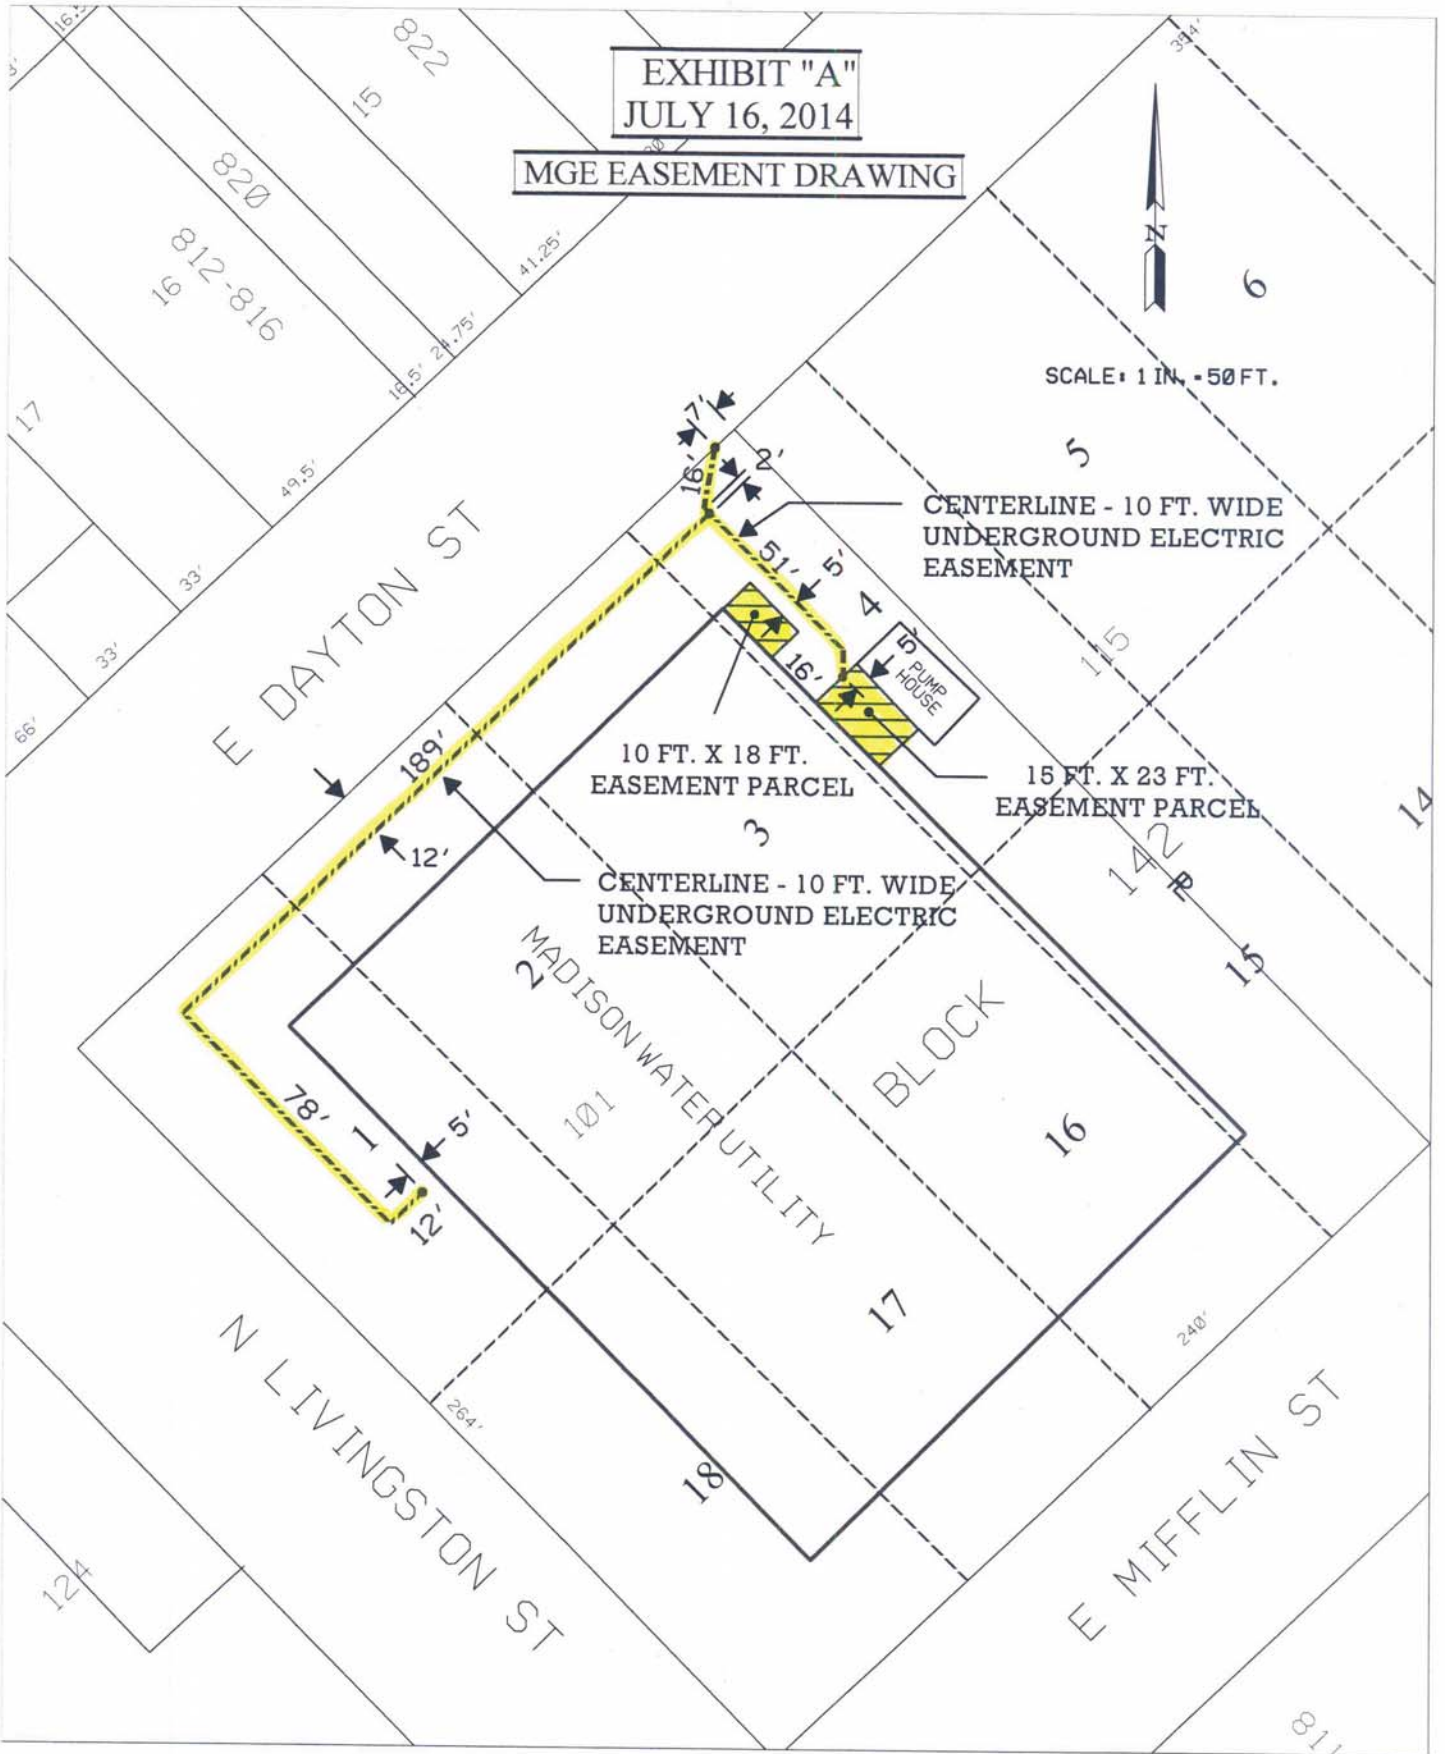 EXHIBIT "A"
JULY 16, 2014
MGE EASEMENT DRAWING
822
15
820
812-816
16
17
41.25'
24.75'
16.5'
49.5'
33'
33'
66'
354'
N
6
SCALE: 1 IN. = 50 FT.
5
7'
16'
2'
CENTERLINE - 10 FT. WIDE
UNDERGROUND ELECTRIC
EASEMENT
51'
5'
4
5'
PUMP
HOUSE
115
E DAYTON ST
16'
10 FT. X 18 FT.
EASEMENT PARCEL
15 FT. X 23 FT.
EASEMENT PARCEL
189'
12'
3
14
142
CENTERLINE - 10 FT. WIDE
UNDERGROUND ELECTRIC
EASEMENT
2
MADISON WATER UTILITY
101
BLOCK
15
16
78'
1
5'
12'
17
240'
264'
N LIVINGSTON ST
18
E MIFFLIN ST
124
811